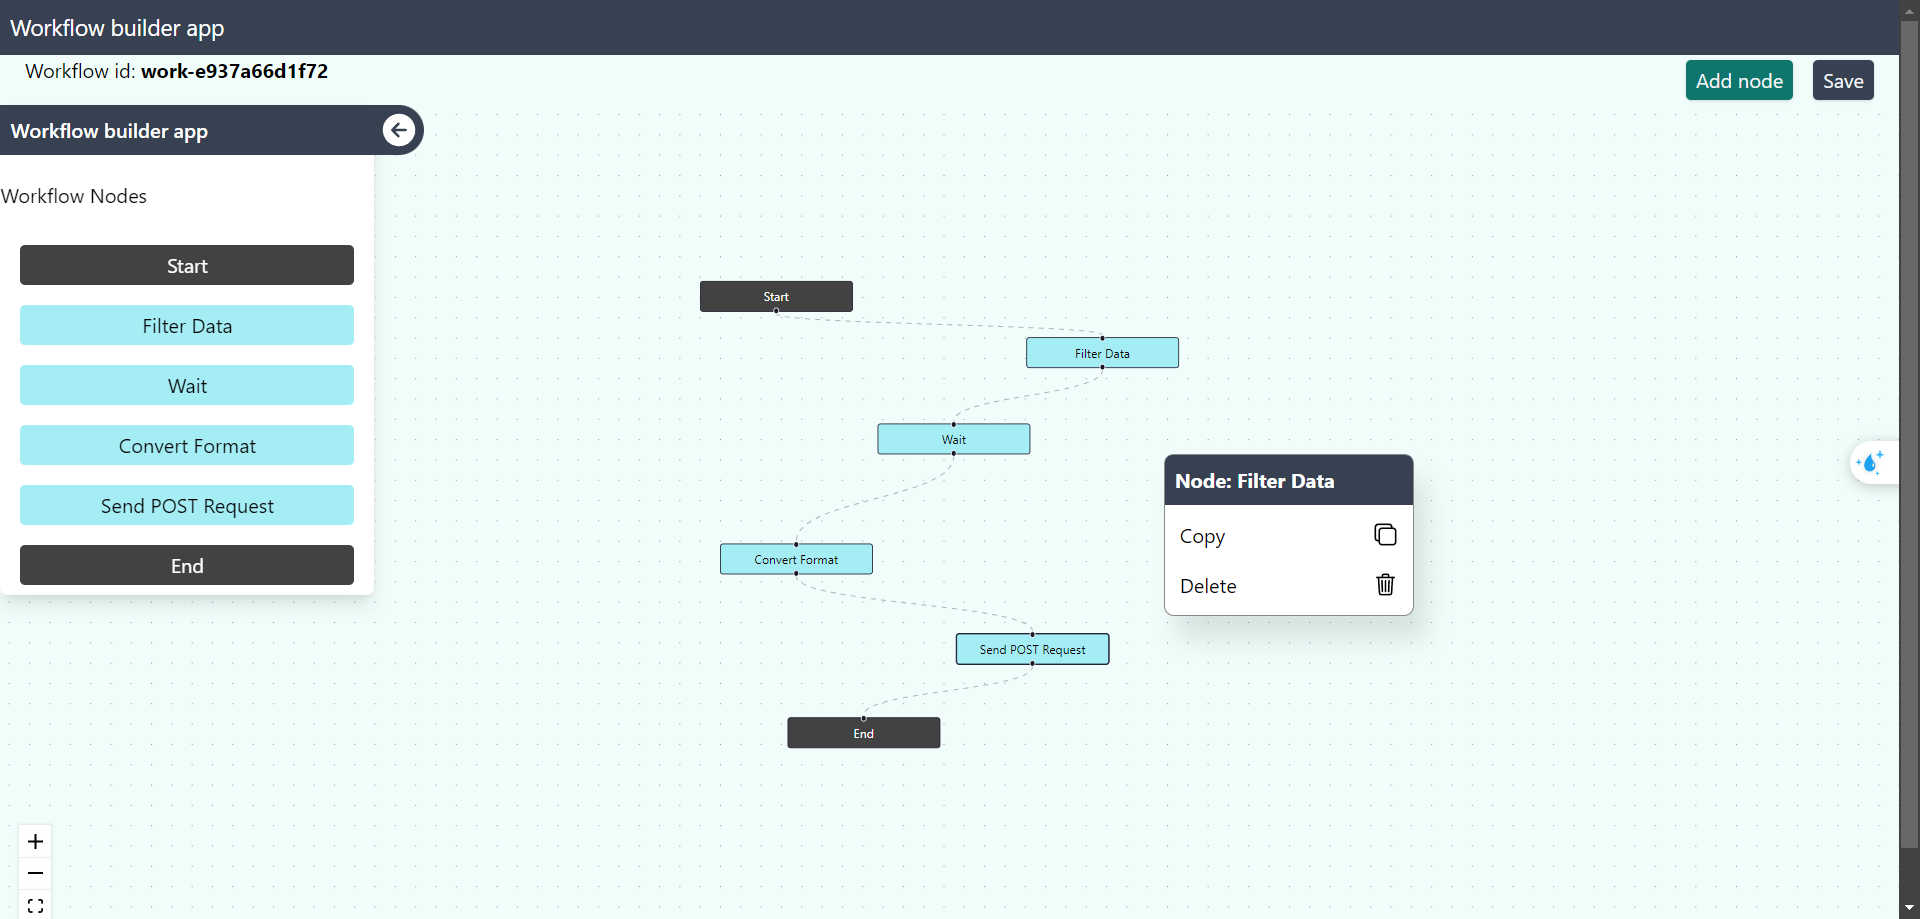 Workflow builder app
Workflow id: work-e937a66d1f72
Add node
Save
Workflow builder app
Workflow Nodes
Start
Filter Data
Wait
Convert Format
Send POST Request
End
Start
Filter Data
Wait
Node: Filter Data
Copy
Delete
Convert Format
Send POST Request
End